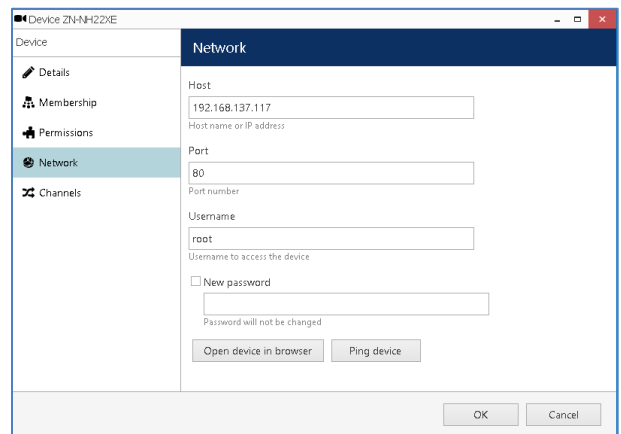 Device ZN-NH22XE
Device
Details
Membership
Permissions
Network
Channels
Network
Host
192.168.137.117
Host name or IP address
Port
80
Port number
Username
root
Username to access the device
New password
Password will not be changed
Open device in browser
Ping device
OK
Cancel